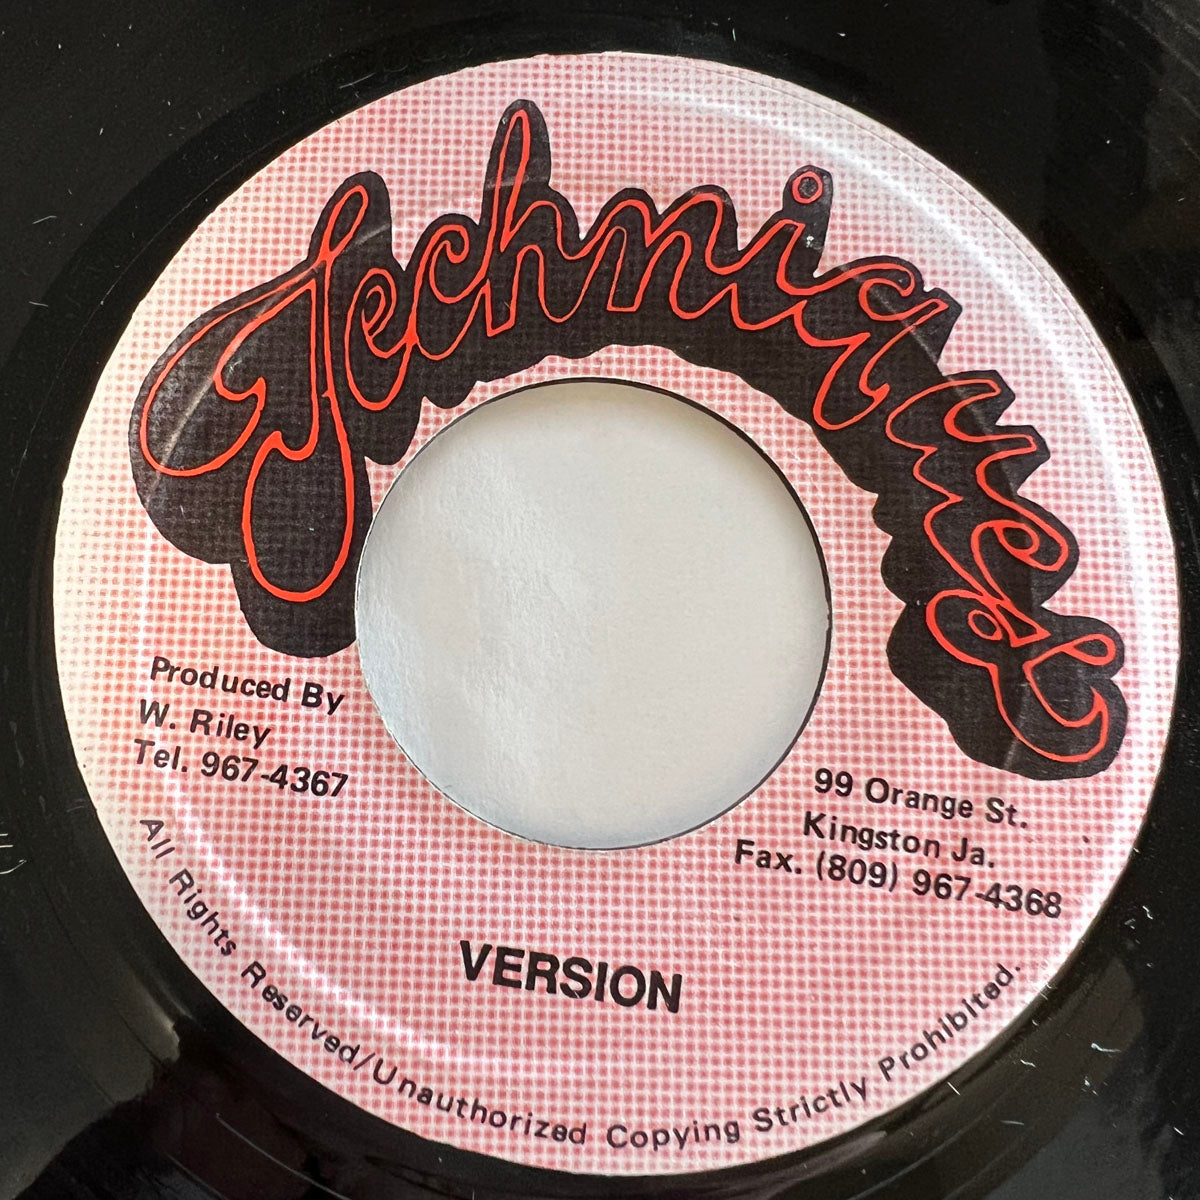 Techniques
Produced By
W. Riley
Tel. 967-4367
99 Orange St.
Kingston Ja.
Fax. (809) 967-4368
VERSION
All Rights Reserved/Unauthorized Copying Strictly Prohibited.